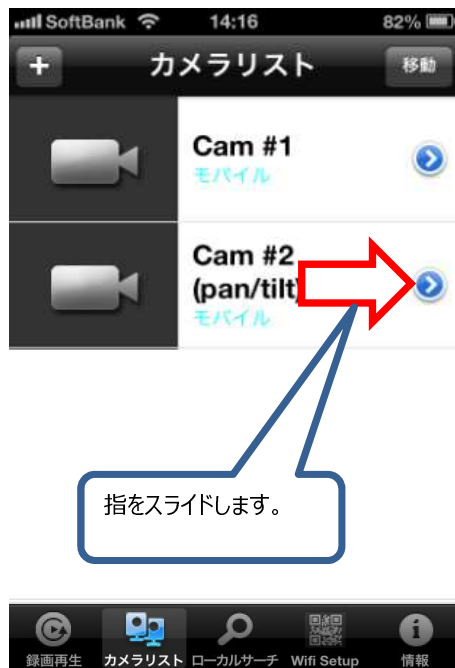 SoftBank 14:16 82%
+ カメラリスト 移動
Cam #1
モバイル
Cam #2
(pan/tilt)
モバイル
指をスライドします。
録画再生 カメラリスト ローカルサーチ Wifi Setup 情報